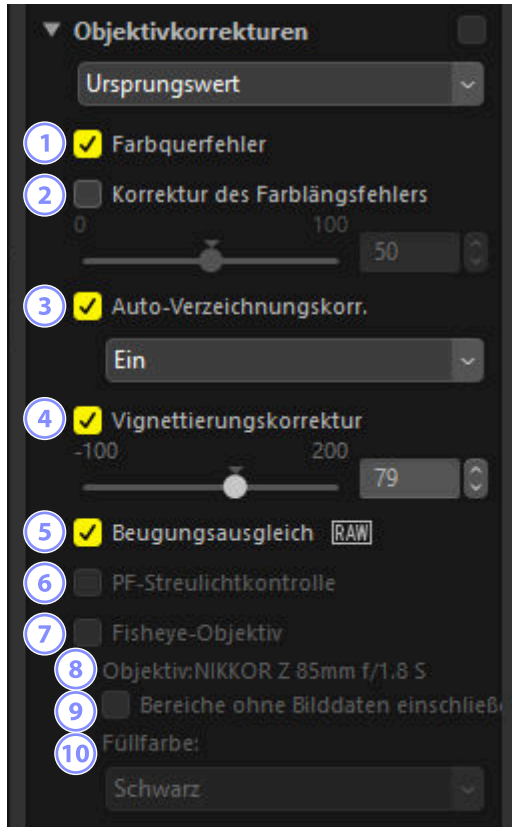 Objektivkorrekturen
Ursprungswert
1 Farbquerfehler
2 Korrektur des Farblängsfehlers
0 100
50
3 Auto-Verzeichnungskorr.
Ein
4 Vignettierungskorrektur
-100 200
79
5 Beugungsausgleich RAW
6 PF-Streulichtkontrolle
7 Fisheye-Objektiv
8 Objektiv:NIKKOR Z 85mm f/1.8 S
9 Bereiche ohne Bilddaten einschließ
10 Füllfarbe:
Schwarz